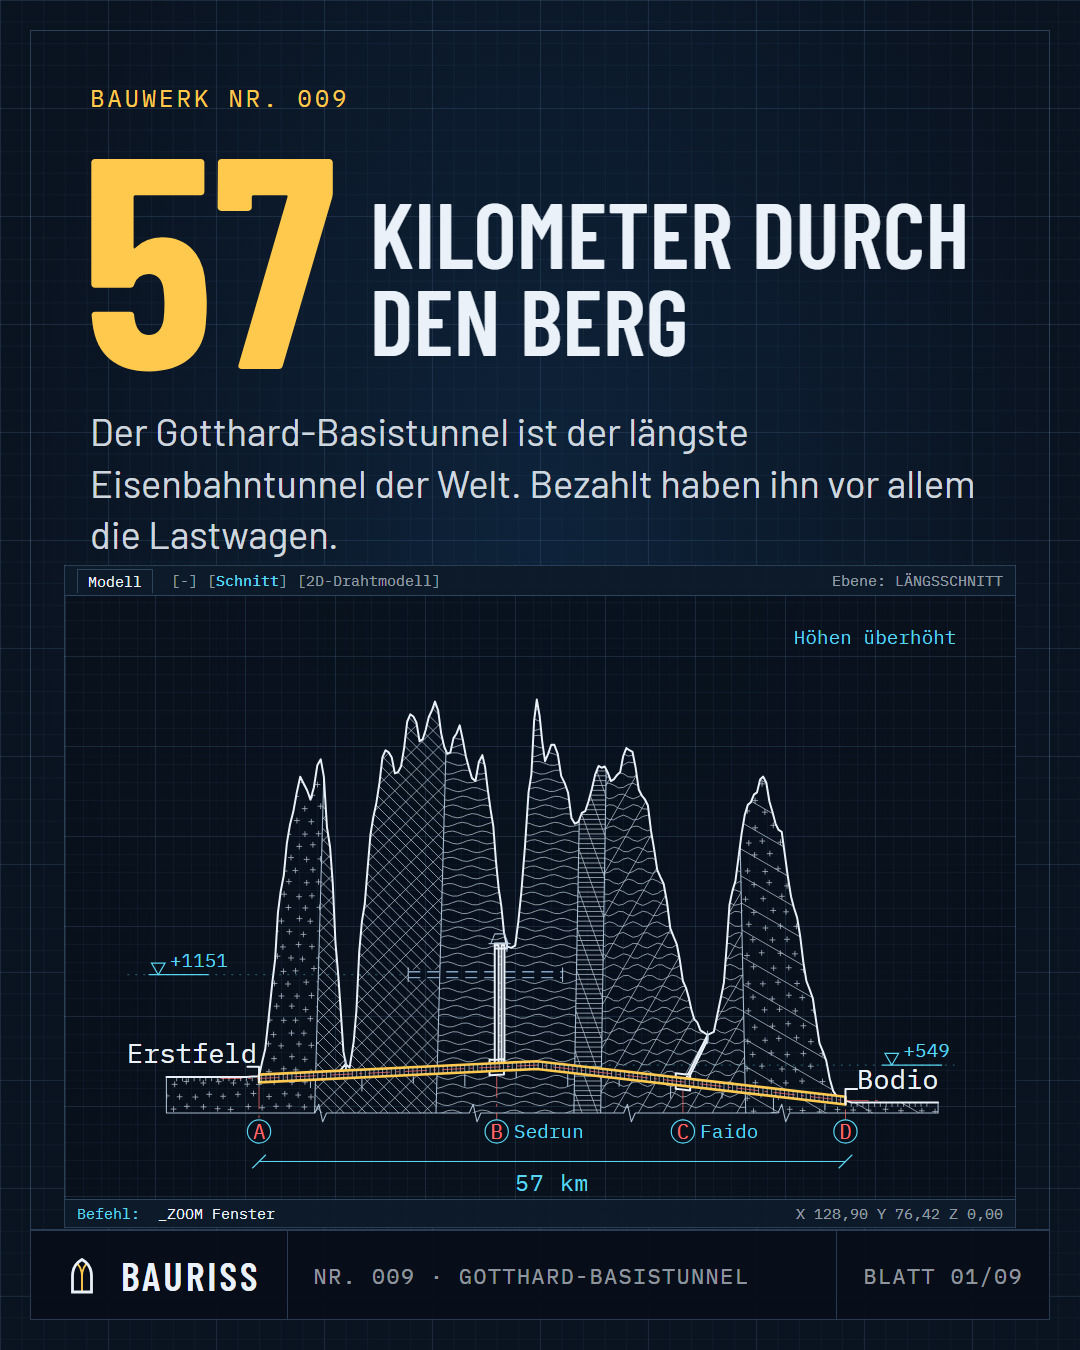 BAUWERK NR. 009
57 KILOMETER DURCH
DEN BERG
Der Gotthard-Basistunnel ist der längste
Eisenbahntunnel der Welt. Bezahlt haben ihn vor allem
die Lastwagen.
Modell [-] [Schnitt] [2D-Drahtmodell] Ebene: LÄNGSSCHNITT
Höhen überhöht
+1151
Erstfeld
+549
Bodio
A B Sedrun C Faido D
57 km
Befehl: _ZOOM Fenster X 128,90 Y 76,42 Z 0,00
BAURISS NR. 009 · GOTTHARD-BASISTUNNEL BLATT 01/09